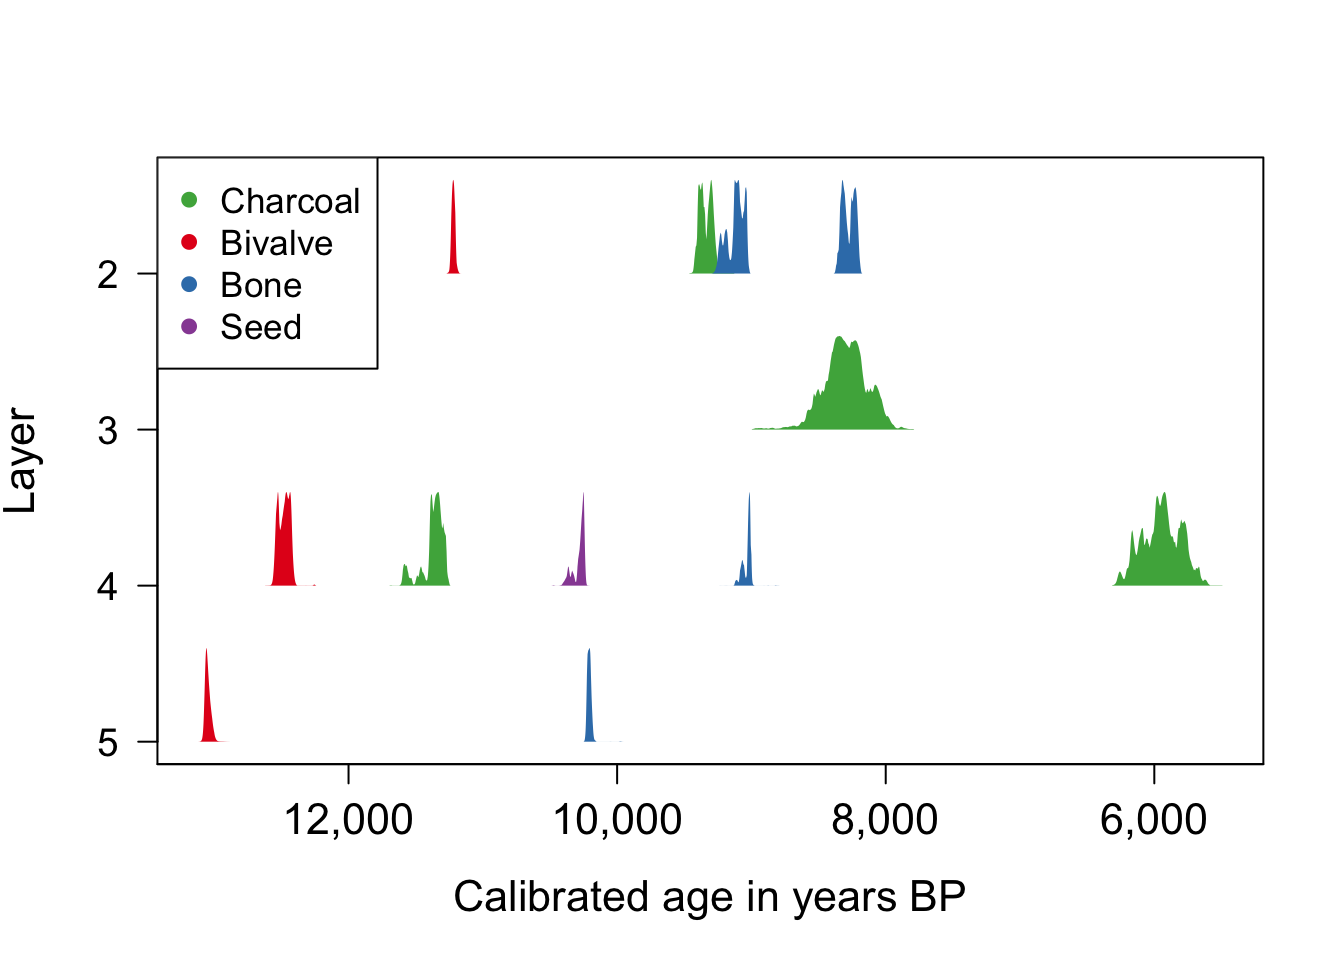 Charcoal
Bivalve
Bone
Seed
2
3
4
5
Layer
12,000
10,000
8,000
6,000
Calibrated age in years BP